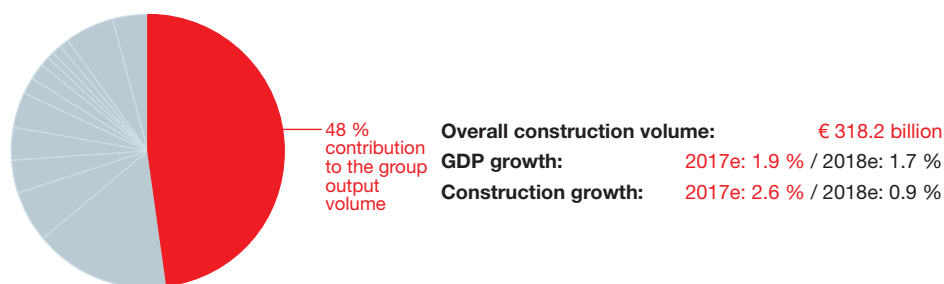 48 %
contribution
to the group
output
volume
Overall construction volume: € 318.2 billion
GDP growth: 2017e: 1.9 % / 2018e: 1.7 %
Construction growth: 2017e: 2.6 % / 2018e: 0.9 %